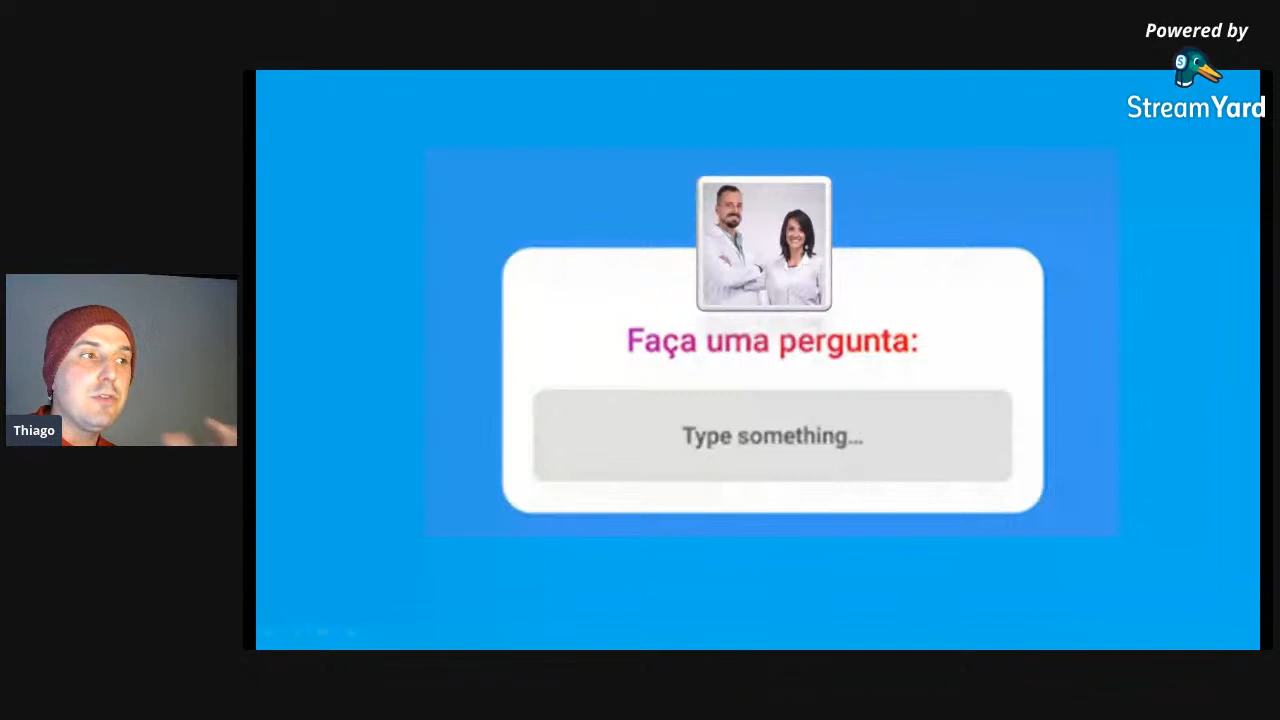 Powered by
StreamYard
Faça uma pergunta:
Type something...
Thiago